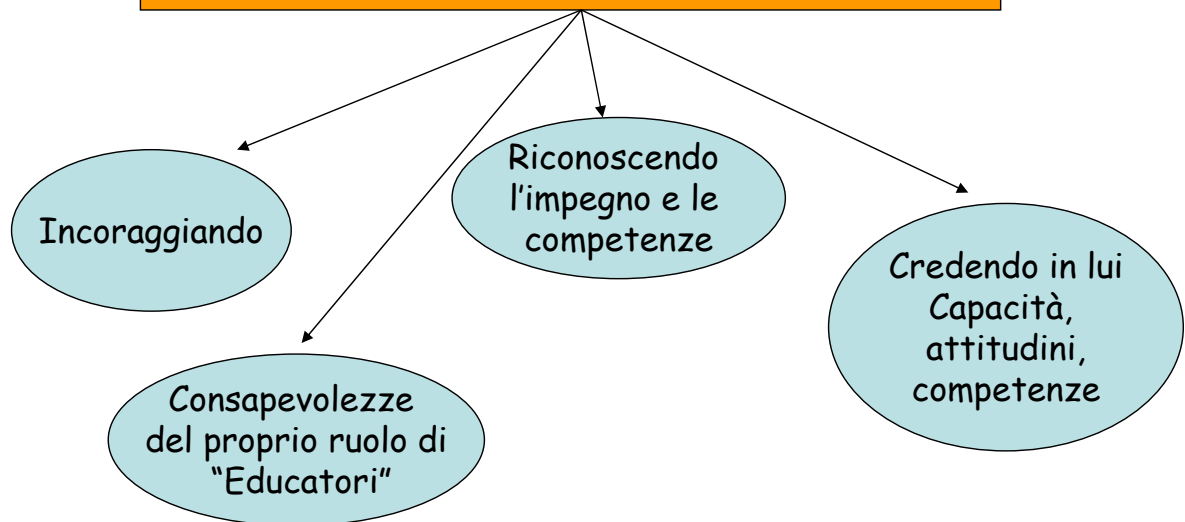 Incoraggiando
Riconoscendo
l'impegno e le
competenze
Credendo in lui
Capacità,
attitudini,
competenze
Consapevolezze
del proprio ruolo di
"Educatori"